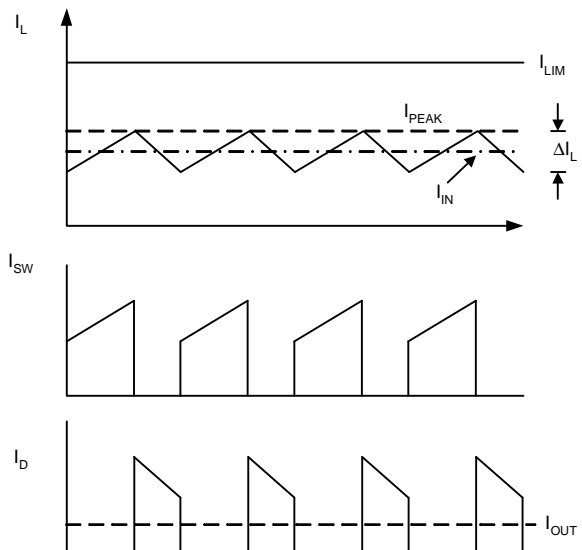 I_L
I_LIM
I_PEAK
ΔI_L
I_IN
I_SW
I_D
I_OUT